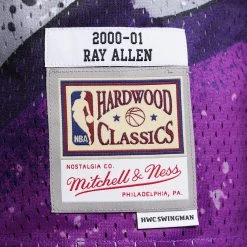 2000-01
RAY ALLEN
NBA
HARDWOOD
CLASSICS
NOSTALGIA CO.
Mitchell & Ness
PHILADELPHIA, PA.
HWC SWINGMAN